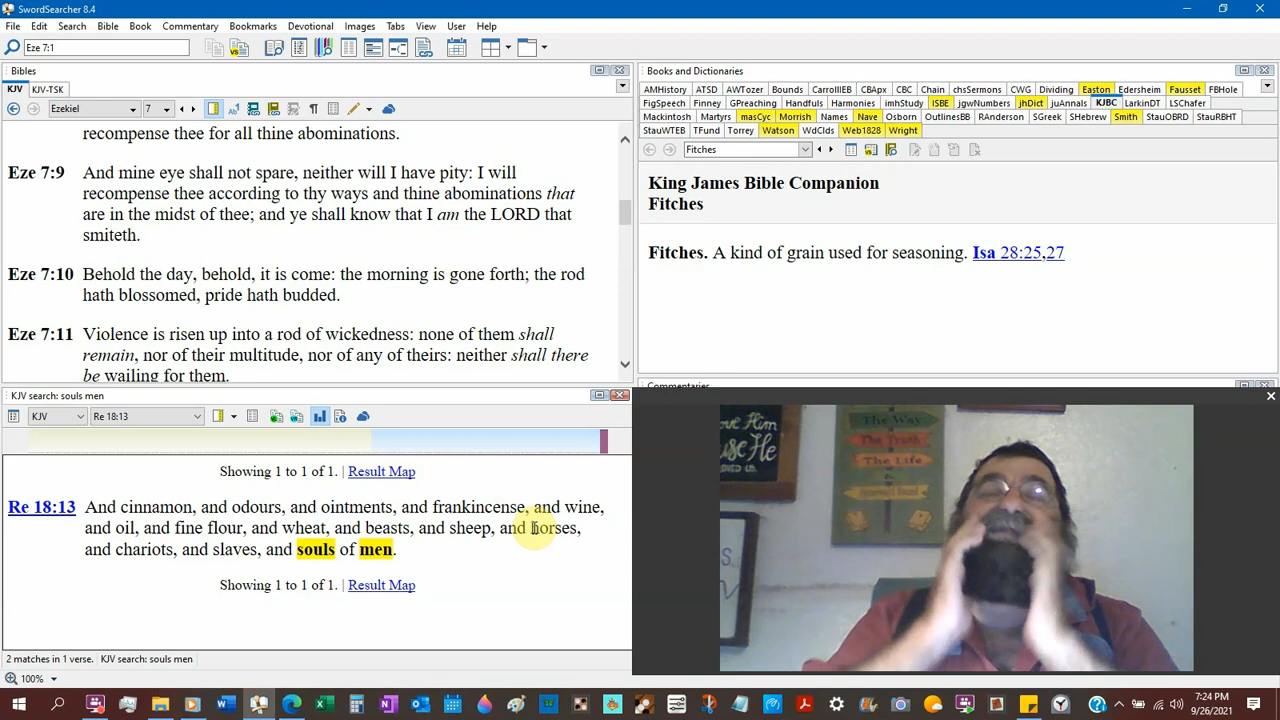 SwordSearcher 8.4
File Edit Search Bible Book Commentary Bookmarks Devotional Images Tabs View User Help
Eze 7:1
Bibles
KJV KJV-TSK
Ezekiel 7
recompense thee for all thine abominations.
Eze 7:9 And mine eye shall not spare, neither will I have pity: I will
recompense thee according to thy ways and thine abominations that
are in the midst of thee; and ye shall know that I am the LORD that
smiteth.
Eze 7:10 Behold the day, behold, it is come: the morning is gone forth; the rod
hath blossomed, pride hath budded.
Eze 7:11 Violence is risen up into a rod of wickedness: none of them shall
remain, nor of their multitude, nor of any of theirs: neither shall there
be wailing for them.
KJV search: souls men
KJV Re 18:13
Showing 1 to 1 of 1. | Result Map
Re 18:13 And cinnamon, and odours, and ointments, and frankincense, and wine,
and oil, and fine flour, and wheat, and beasts, and sheep, and horses,
and chariots, and slaves, and souls of men.
Showing 1 to 1 of 1. | Result Map
2 matches in 1 verse. KJV search: souls men
100%
Books and Dictionaries
AMHistory ATSD AWTozer Bounds CarrollIEB CBApx CBC Chain chsSermons CWG Dividing Easton Edersheim Fausset FBHole
FigSpeech Finney GPreaching Handfuls Harmonies imhStudy ISBE jgwNumbers jhDict juAnnals KJBC LarkinDT LSChafer
Mackintosh Martyrs masCyc Morrish Names Nave Osborn OutlinesBB RAnderson SGreek SHebrew Smith StauOBRD StauRBHT
StauWTEB TFund Torrey Watson WdClds Web1828 Wright
Fitches
King James Bible Companion
Fitches
Fitches. A kind of grain used for seasoning. Isa 28:25,27
Commentaries
The Way
The Truth
The Life
7:24 PM
9/26/2021